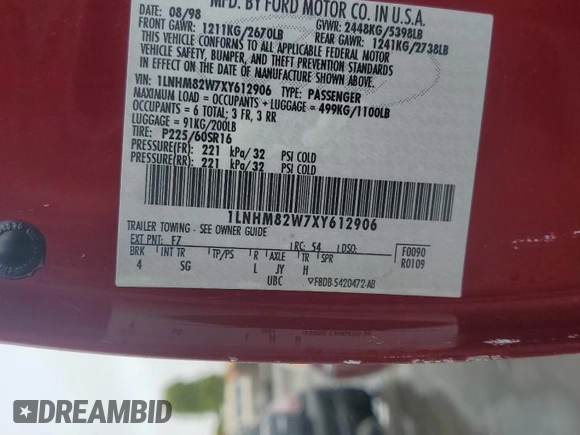 MFD. BY FORD MOTOR CO. IN U.S.A.
DATE: 08/98 GVWR: 2448KG/5398LB
FRONT GAWR: 1211KG/2670LB REAR GAWR: 1241KG/2738LB
THIS VEHICLE CONFORMS TO ALL APPLICABLE FEDERAL MOTOR
VEHICLE SAFETY, BUMPER, AND THEFT PREVENTION STANDARDS
IN EFFECT ON THE DATE OF MANUFACTURE SHOWN ABOVE.
VIN: 1LNHM82W7XY612906 TYPE: PASSENGER
MAXIMUM LOAD = OCCUPANTS + LUGGAGE = 499KG/1100LB
OCCUPANTS = 6 TOTAL; 3 FR, 3 RR
LUGGAGE = 91KG/200LB
TIRE: P225/60SR16
PRESSURE(FR): 221 kPa/32 PSI COLD
PRESSURE(RR): 221 kPa/32 PSI COLD
1LNHM82W7XY612906
TRAILER TOWING - SEE OWNER GUIDE
EXT PNT: F7 RC: 54 DSO: F0090
BRK INT TR TP/PS R AXLE TR SPR R0109
4 SG L JY H
UBC ▽F8DB-5420472-AB
DREAMBID